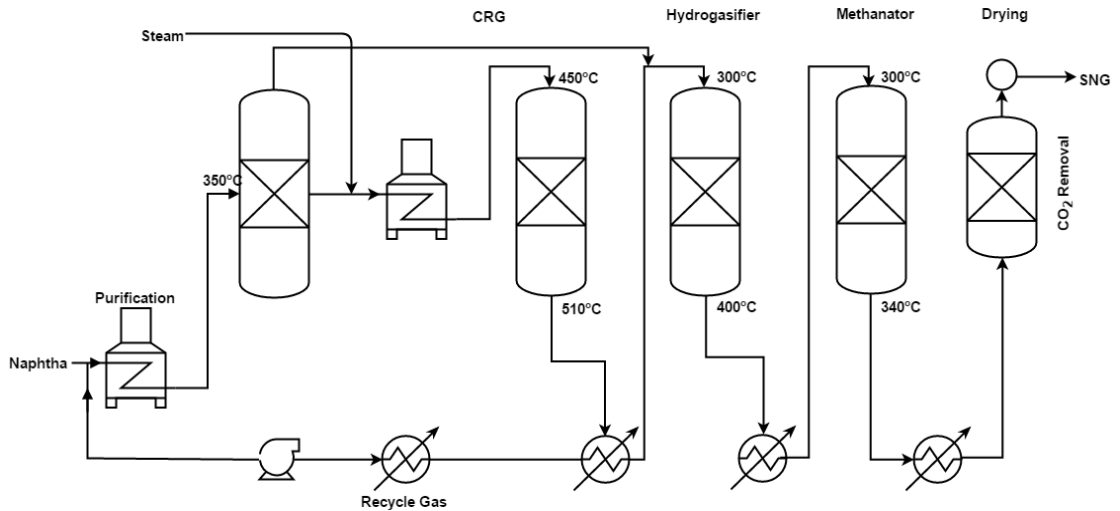 CRG
Hydrogasifier
Methanator
Drying
Steam
450°C
300°C
300°C
SNG
350°C
CO2 Removal
Purification
510°C
400°C
340°C
Naphtha
Recycle Gas